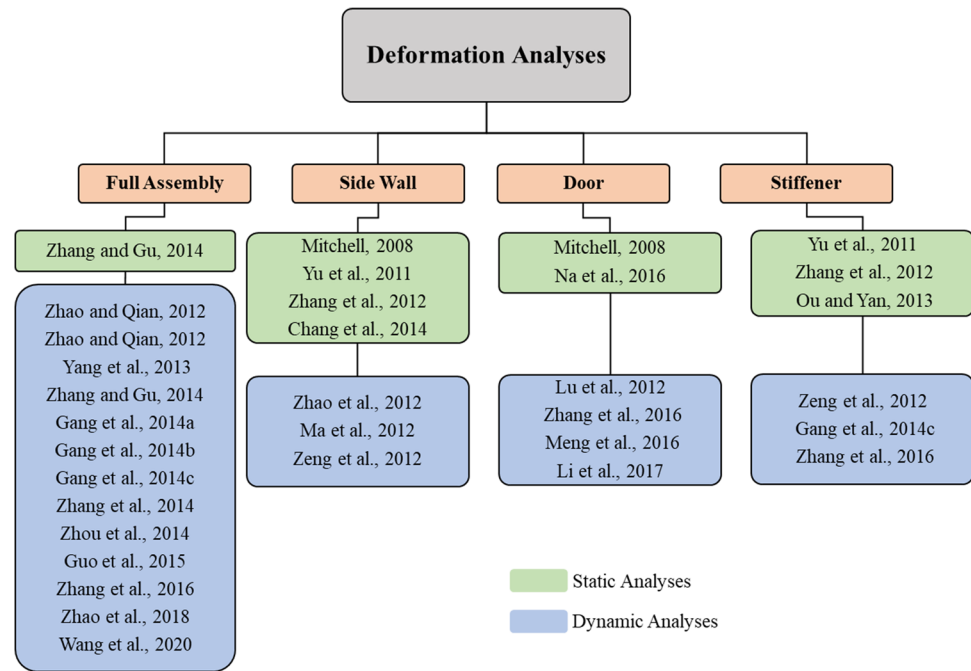 Deformation Analyses
Full Assembly
Zhang and Gu, 2014
Zhao and Qian, 2012
Zhao and Qian, 2012
Yang et al., 2013
Zhang and Gu, 2014
Gang et al., 2014a
Gang et al., 2014b
Gang et al., 2014c
Zhang et al., 2014
Zhou et al., 2014
Guo et al., 2015
Zhang et al., 2016
Zhao et al., 2018
Wang et al., 2020
Side Wall
Mitchell, 2008
Yu et al., 2011
Zhang et al., 2012
Chang et al., 2014
Zhao et al., 2012
Ma et al., 2012
Zeng et al., 2012
Door
Mitchell, 2008
Na et al., 2016
Lu et al., 2012
Zhang et al., 2016
Meng et al., 2016
Li et al., 2017
Stiffener
Yu et al., 2011
Zhang et al., 2012
Ou and Yan, 2013
Zeng et al., 2012
Gang et al., 2014c
Zhang et al., 2016
Static Analyses
Dynamic Analyses